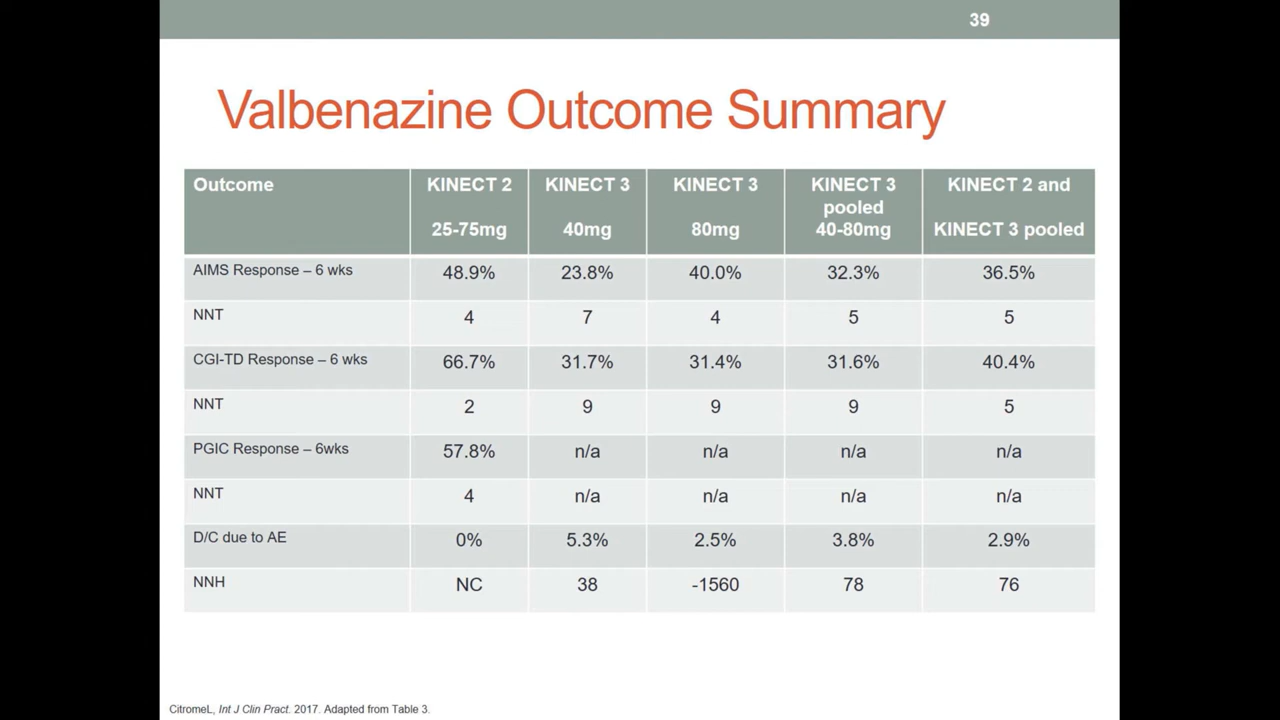 39
Valbenazine Outcome Summary
Outcome KINECT 2 KINECT 3 KINECT 3 KINECT 3 KINECT 2 and
pooled
25-75mg 40mg 80mg 40-80mg KINECT 3 pooled
AIMS Response – 6 wks 48.9% 23.8% 40.0% 32.3% 36.5%
NNT 4 7 4 5 5
CGI-TD Response – 6 wks 66.7% 31.7% 31.4% 31.6% 40.4%
NNT 2 9 9 9 5
PGIC Response – 6wks 57.8% n/a n/a n/a n/a
NNT 4 n/a n/a n/a n/a
D/C due to AE 0% 5.3% 2.5% 3.8% 2.9%
NNH NC 38 -1560 78 76
CitromeL, Int J Clin Pract. 2017. Adapted from Table 3.